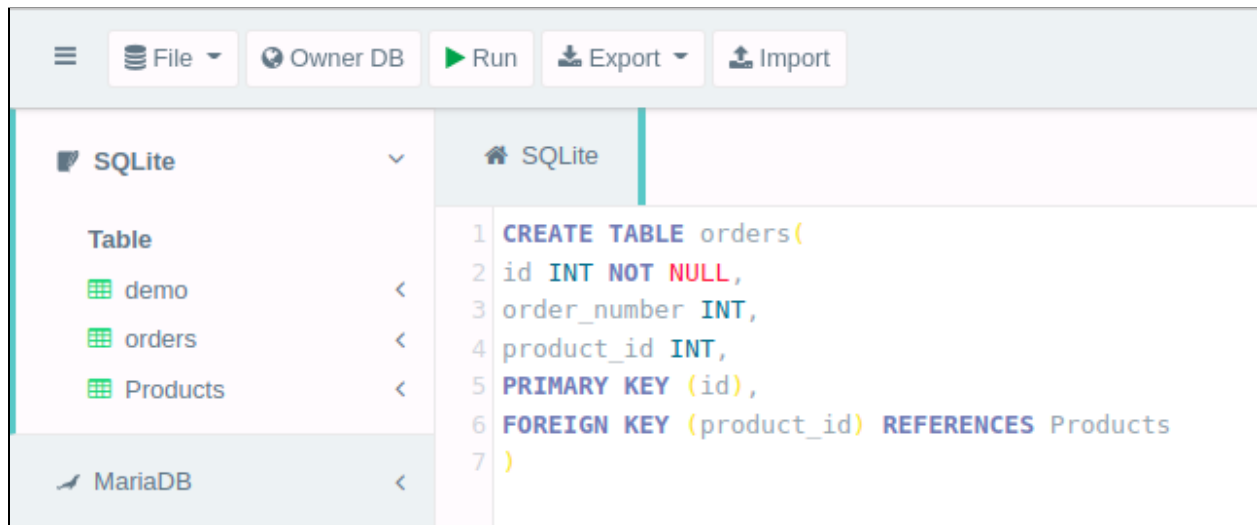 File Owner DB Run Export Import
SQLite
Table
demo
orders
Products
MariaDB
SQLite
1 CREATE TABLE orders(
2 id INT NOT NULL,
3 order_number INT,
4 product_id INT,
5 PRIMARY KEY (id),
6 FOREIGN KEY (product_id) REFERENCES Products
7 )